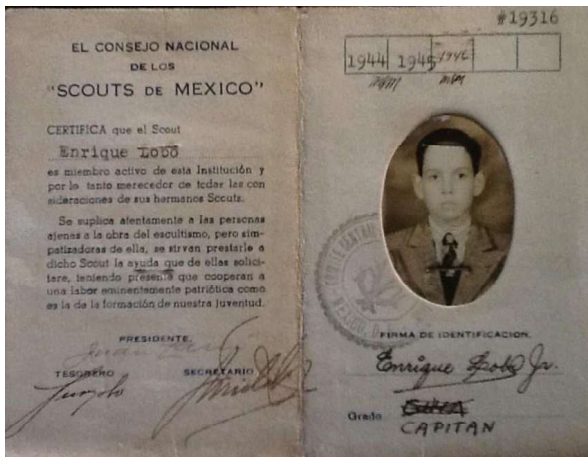 EL CONSEJO NACIONAL
DE LOS
"SCOUTS DE MEXICO"
CERTIFICA que el Scout
Enrique Lobo
es miembro activo de esta Institución y
por lo tanto merecedor de todar las con
sideraciones de sus hermanos Scouts.
Se suplica atentamente a las personas
ajenas a la obra del escultismo, pero sim-
patizadoras de ella, se sirvan prestarle a
dicho Scout la ayuda que de ellas solici-
tare, teniendo presente que cooperan a
una labor eminentemente patriótica como
es la de la formación de nuestra juventud.
PRESIDENTE,
TESORERO
SECRETARIO
#19316
1944 1945 1946
FIRMA DE IDENTIFICACION.
Enrique Lobo Jr.
Grado
CAPITAN